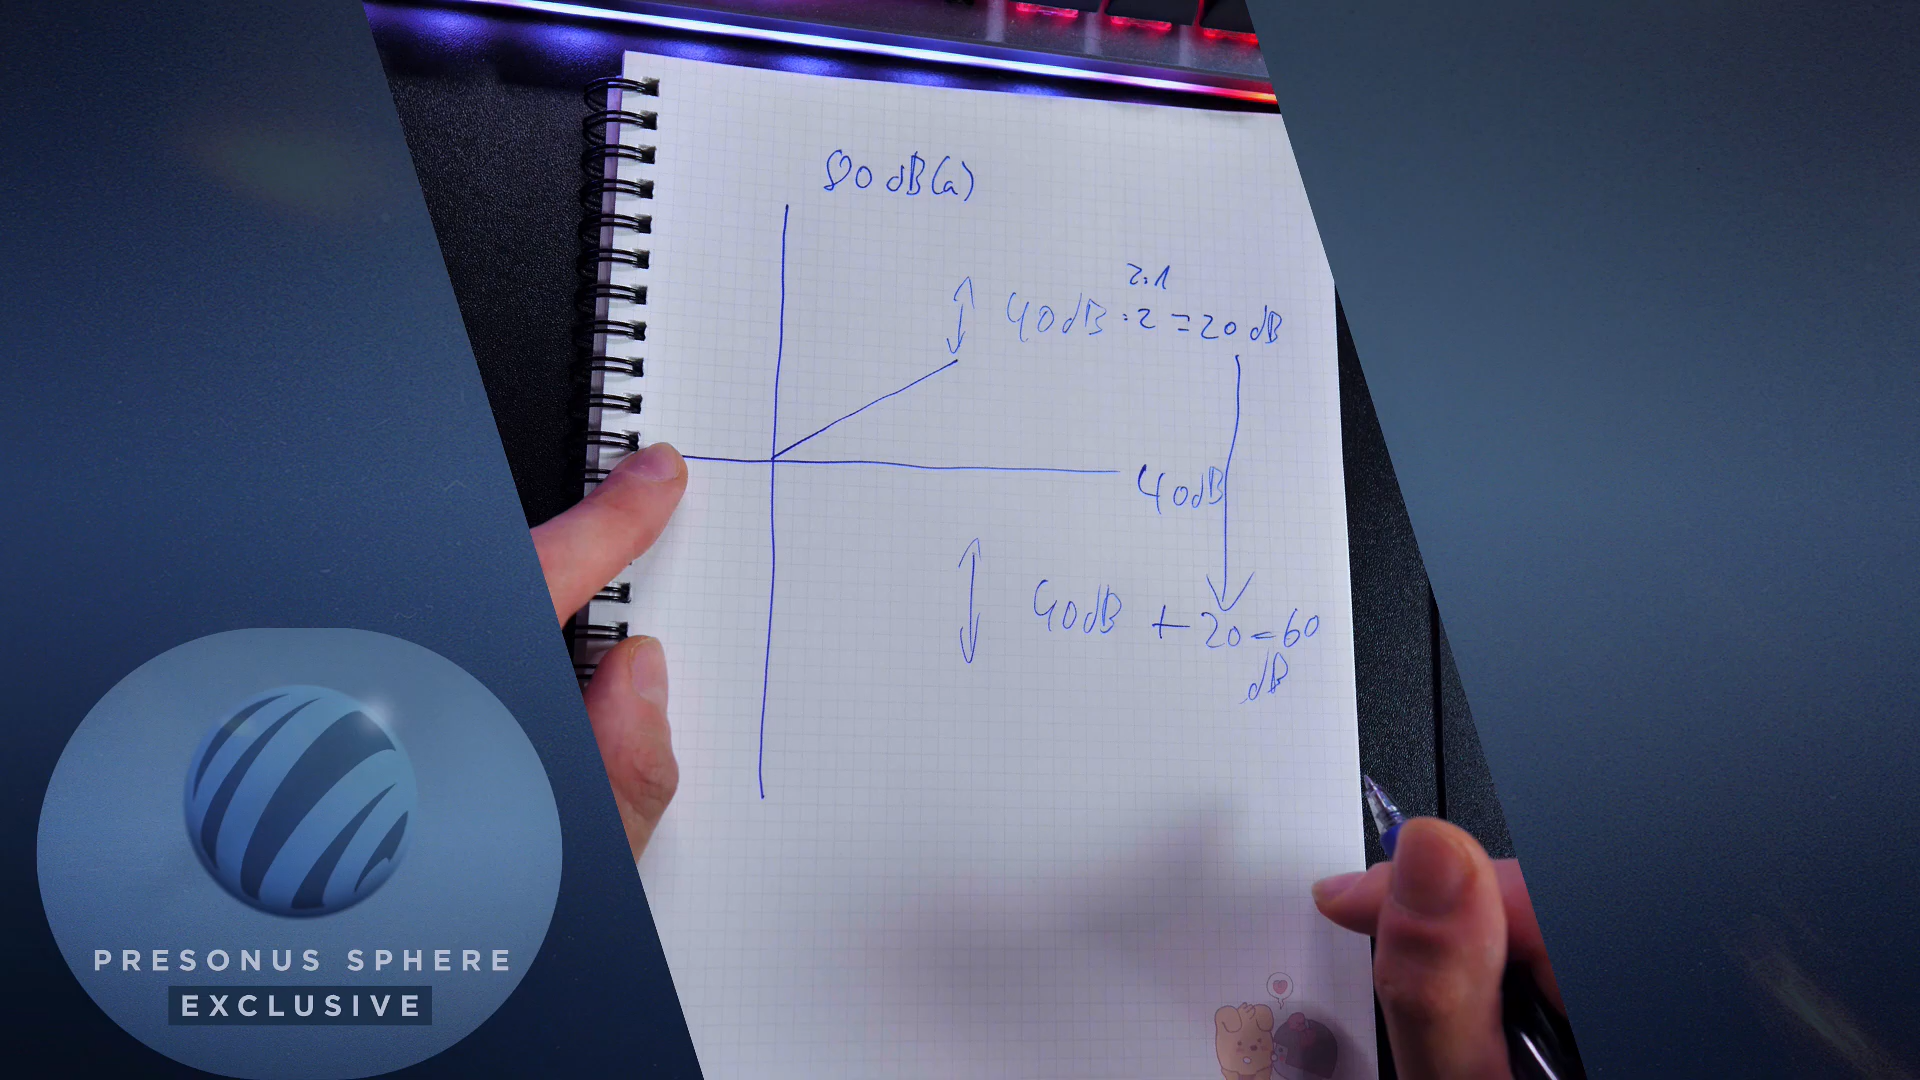 80 dB(a)
2:1
40dB :2 = 20 dB
40dB
40dB + 20 = 60
dB
PRESONUS SPHERE
EXCLUSIVE